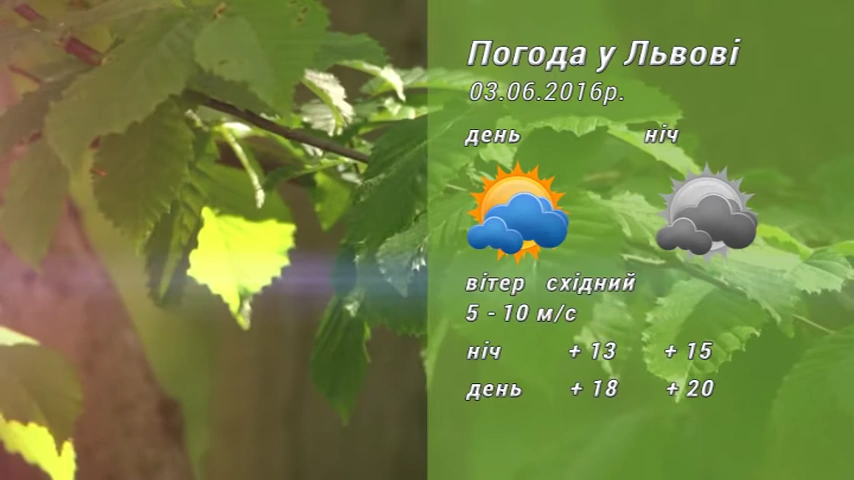 Погода у Львові
03.06.2016р.
день ніч
вітер східний
5 - 10 м/с
ніч + 13 + 15
день + 18 + 20